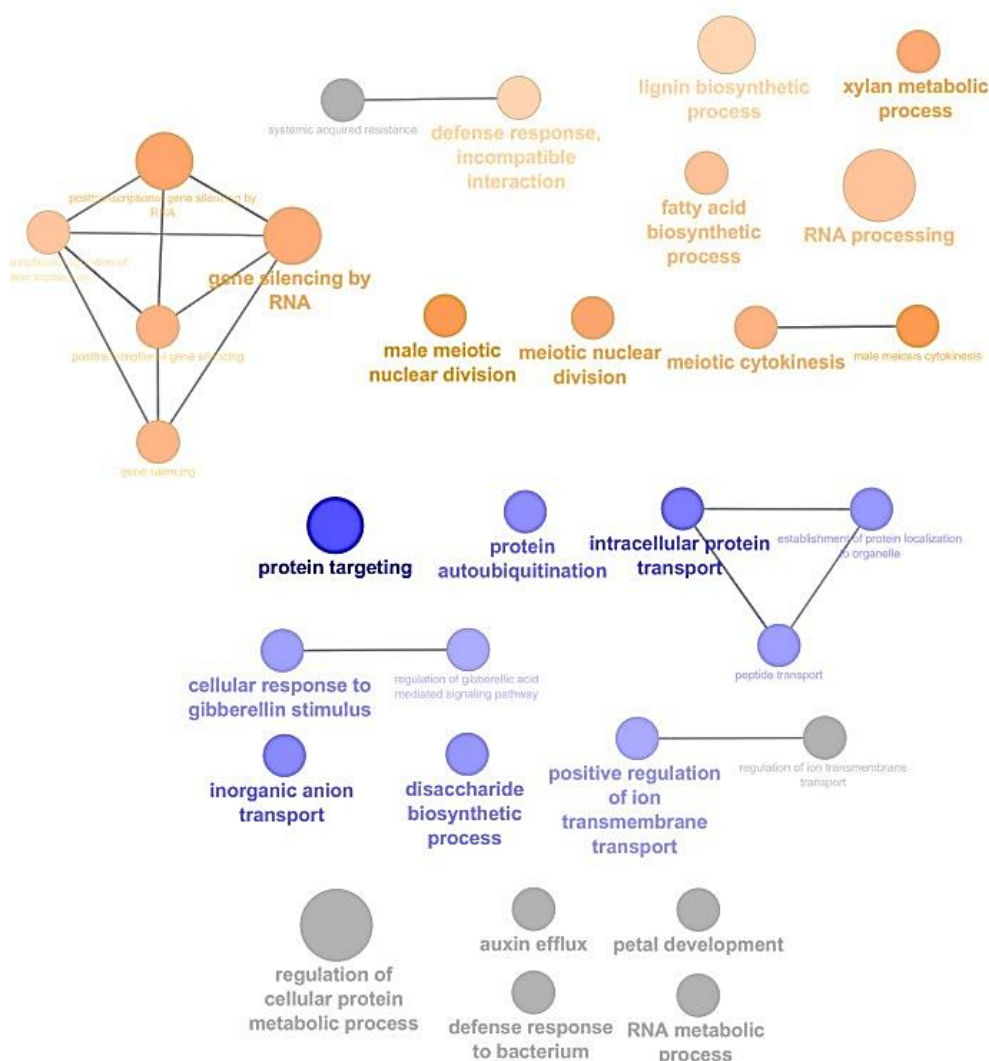 lignin biosynthetic
process
xylan metabolic
process
systemic acquired resistance
defense response,
incompatible
interaction
posttranscriptional gene silencing by
RNA
fatty acid
biosynthetic
process
RNA processing
gene silencing by
RNA
posttranscriptional gene silencing
gene silencing
male meiotic
nuclear division
meiotic nuclear
division
meiotic cytokinesis
male meiosis cytokinesis
protein targeting
protein
autoubiquitination
intracellular protein
transport
establishment of protein localization
to organelle
peptide transport
cellular response to
gibberellin stimulus
regulation of gibberellic acid
mediated signaling pathway
inorganic anion
transport
disaccharide
biosynthetic
process
positive regulation
of ion
transmembrane
transport
regulation of ion transmembrane
transport
regulation of
cellular protein
metabolic process
auxin efflux
petal development
defense response
to bacterium
RNA metabolic
process